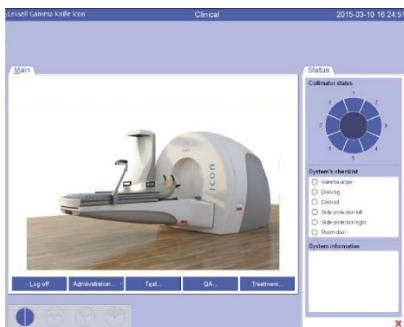 Leksell Gamma Knife Icon
Clinical
2015-03-10 16:24:51
Main
icon
Log off
Administration...
Test...
QA...
Treatment...
Status
Collimator status
1
2
3
4
5
6
7
8
System's checklist
Gamma angle
Docking
Docked
Side protection left
Side protection right
Room door
System information